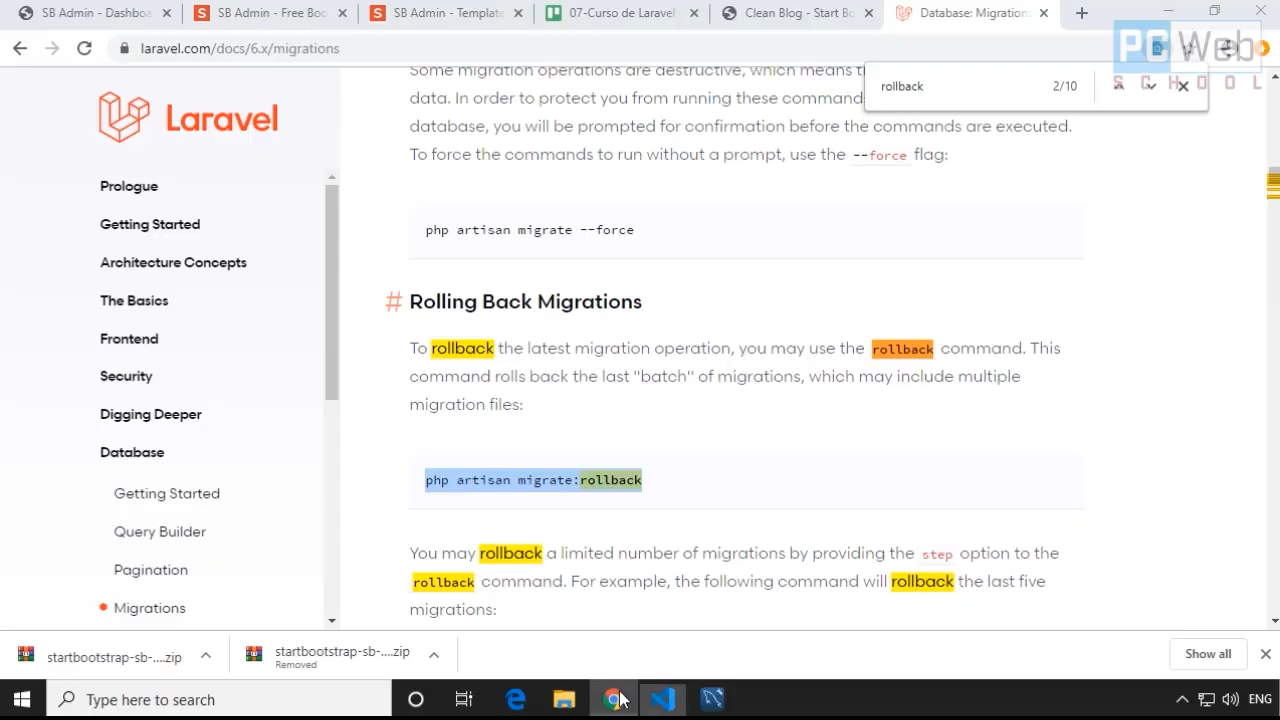 SB Admin - Dashboa
SB Admin - Free Boo
SB Admin - Template
07-Curso de Laravel
Clean Blog - Start Bo
Database: Migrations
laravel.com/docs/6.x/migrations
PC Web
SCHOOL
rollback
2/10
Laravel
Prologue
Getting Started
Architecture Concepts
The Basics
Frontend
Security
Digging Deeper
Database
Getting Started
Query Builder
Pagination
Migrations
Some migration operations are destructive, which means th
data. In order to protect you from running these command
database, you will be prompted for confirmation before the commands are executed.
To force the commands to run without a prompt, use the --force flag:
php artisan migrate --force
# Rolling Back Migrations
To rollback the latest migration operation, you may use the rollback command. This
command rolls back the last "batch" of migrations, which may include multiple
migration files:
php artisan migrate:rollback
You may rollback a limited number of migrations by providing the step option to the
rollback command. For example, the following command will rollback the last five
migrations:
startbootstrap-sb-....zip
startbootstrap-sb-....zip
Removed
Show all
Type here to search
ENG